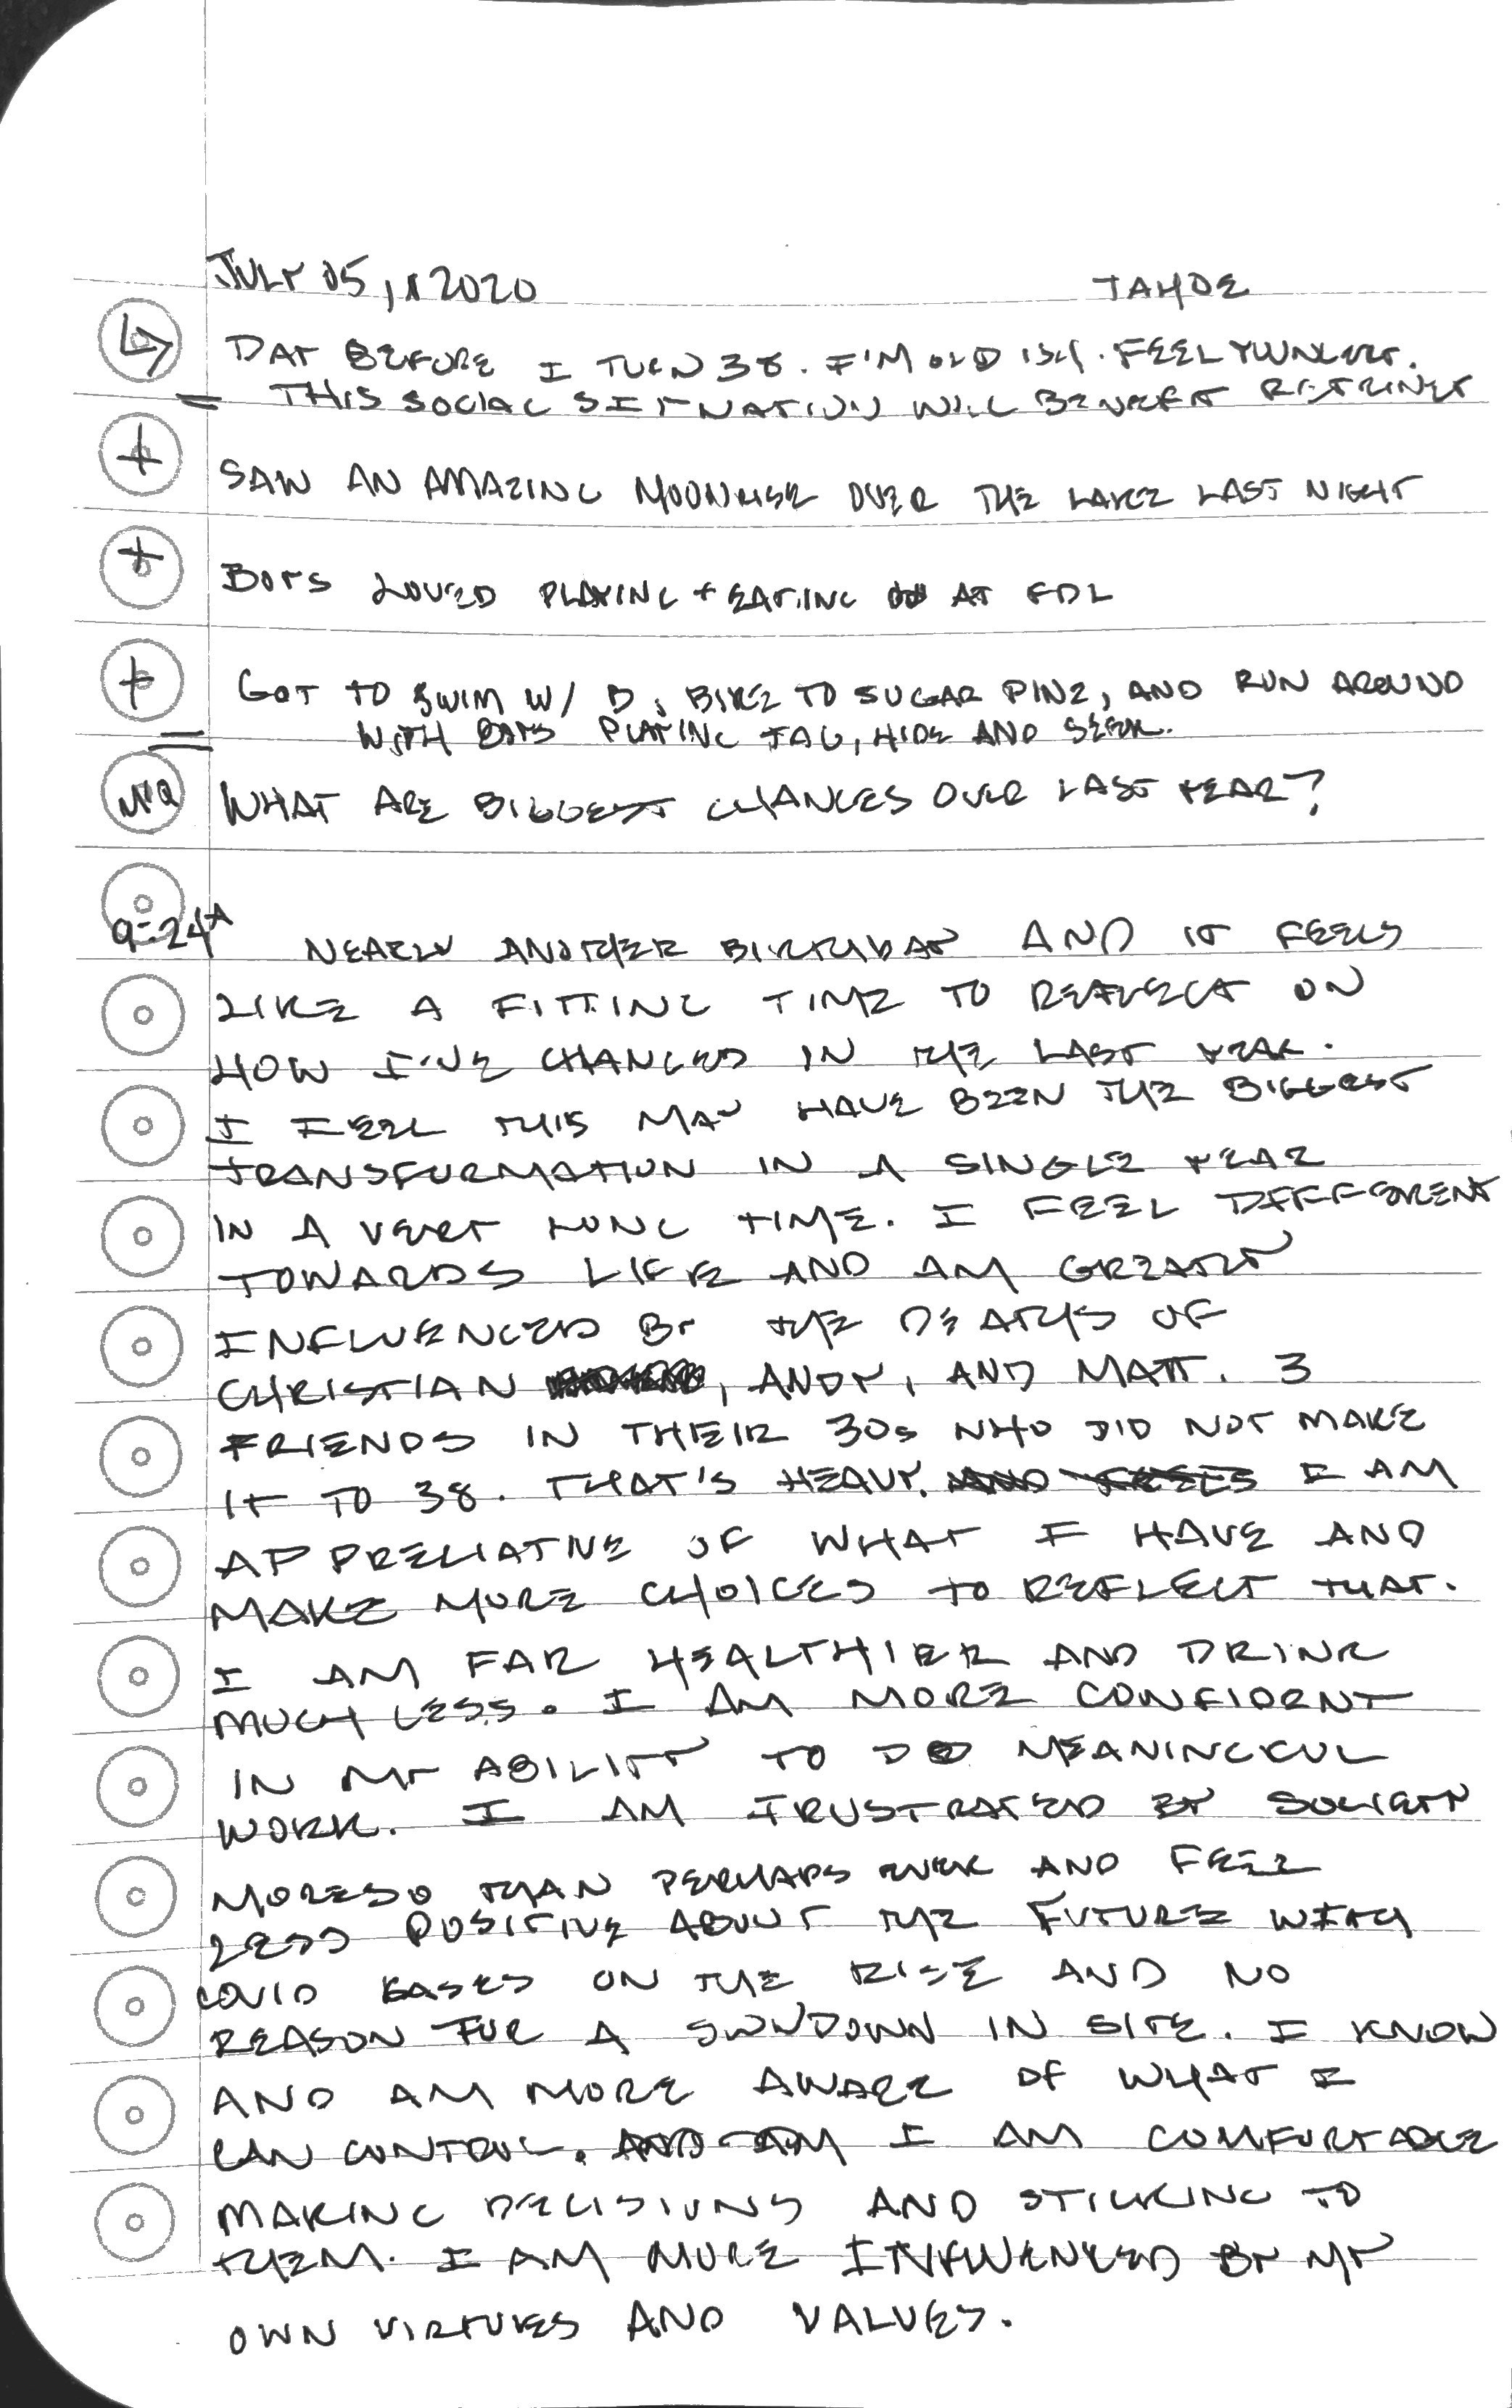 JULY 05, 2020 TAHOE
DAY BEFORE I TURN 38. I'M OLD ISH. FEEL YOUNGER.
= THIS SOCIAL SITUATION WILL BENEFIT
+ SAW AN AMAZING MOONRISE OVER THE LAKE LAST NIGHT
+ BOYS LOVED PLAYING + EATING AT FDL
+ GOT TO SWIM W/ D, BIKE TO SUGAR PINE, AND RUN AROUND
= WITH BOYS PLAYING TAG, HIDE AND SEEK.
MQ WHAT ARE BIGGEST CHANGES OVER LAST YEAR?
9:24A NEARLY ANOTHER BIRTHDAY AND IT FEELS
LIKE A FITTING TIME TO REFLECT ON
HOW I'VE CHANGED IN THE LAST YEAR.
I FEEL THIS MAY HAVE BEEN THE BIGGEST
TRANSFORMATION IN A SINGLE YEAR
IN A VERY LONG TIME. I FEEL DIFFERENT
TOWARDS LIFE AND AM GREATLY
INFLUENCED BY THE DEATHS OF
CHRISTIAN, ANDY, AND MATT. 3
FRIENDS IN THEIR 30s WHO DID NOT MAKE
IT TO 38. THAT'S HEAVY. I AM
APPRECIATIVE OF WHAT I HAVE AND
MAKE MORE CHOICES TO REFLECT THAT.
I AM FAR HEALTHIER AND DRINK
MUCH LESS. I AM MORE CONFIDENT
IN MY ABILITY TO DO MEANINGFUL
WORK. I AM FRUSTRATED BY SOCIETY
MORESO THAN PERHAPS EVER AND FEEL
LESS POSITIVE ABOUT THE FUTURE WITH
COVID CASES ON THE RISE AND NO
REASON FOR A SLOWDOWN IN SITE. I KNOW
AND AM MORE AWARE OF WHAT I
CAN CONTROL. AND AM I AM COMFORTABLE
MAKING DECISIONS AND STICKING TO
THEM. I AM MORE INFLUENCED BY MY
OWN VIRTUES AND VALUES.